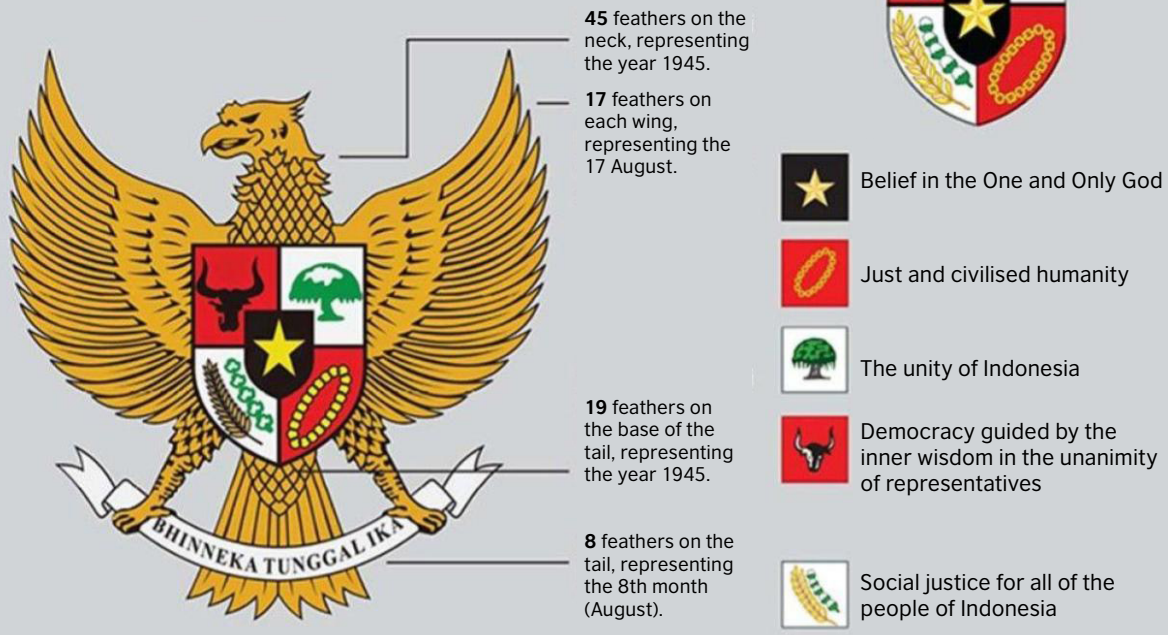 45 feathers on the
neck, representing
the year 1945.
17 feathers on
each wing,
representing the
17 August.
19 feathers on
the base of the
tail, representing
the year 1945.
8 feathers on the
tail, representing
the 8th month
(August).
BHINNEKA TUNGGAL IKA
Belief in the One and Only God
Just and civilised humanity
The unity of Indonesia
Democracy guided by the
inner wisdom in the unanimity
of representatives
Social justice for all of the
people of Indonesia